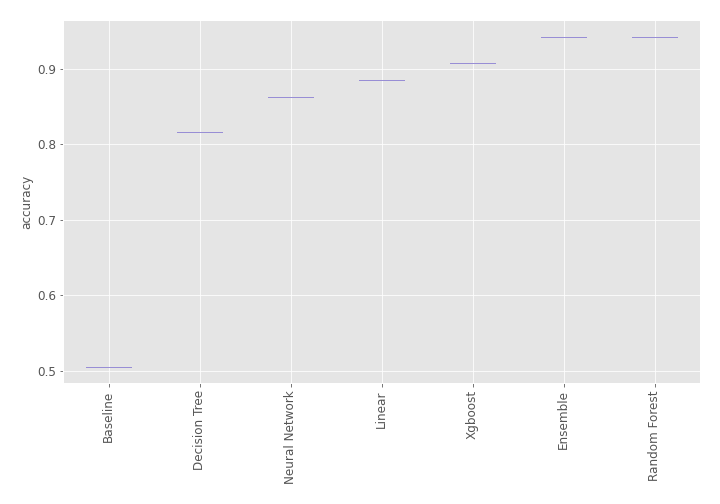 accuracy
0.9
0.8
0.7
0.6
0.5
Baseline
Decision Tree
Neural Network
Linear
Xgboost
Ensemble
Random Forest